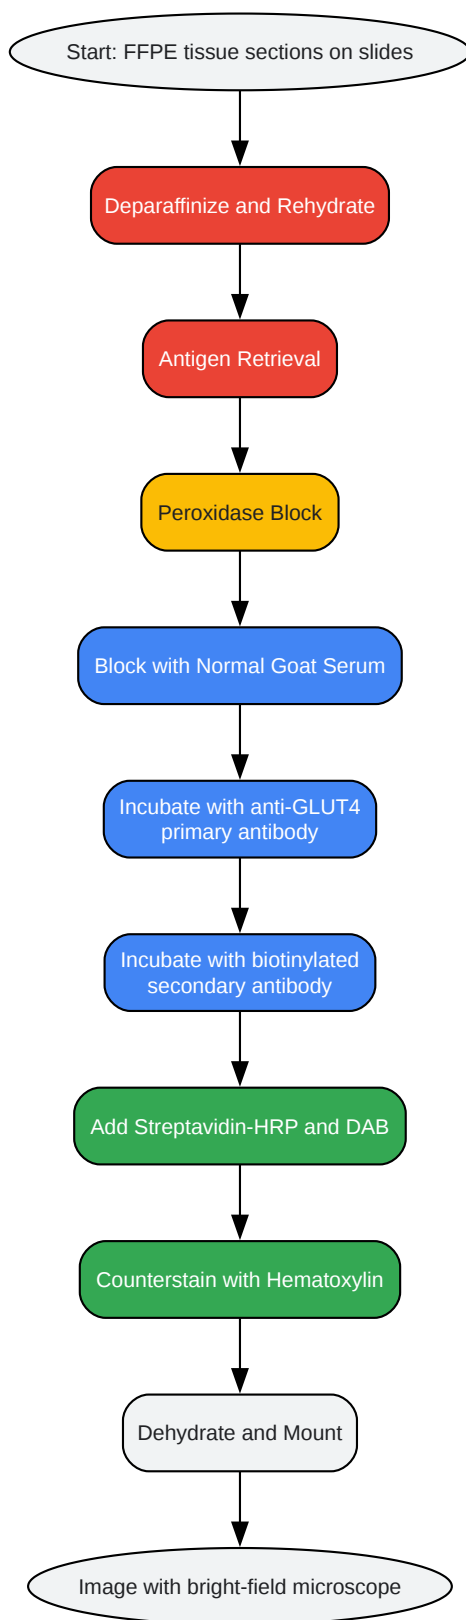 Start: FFPE tissue sections on slides
Deparaffinize and Rehydrate
Antigen Retrieval
Peroxidase Block
Block with Normal Goat Serum
Incubate with anti-GLUT4
primary antibody
Incubate with biotinylated
secondary antibody
Add Streptavidin-HRP and DAB
Counterstain with Hematoxylin
Dehydrate and Mount
Image with bright-field microscope